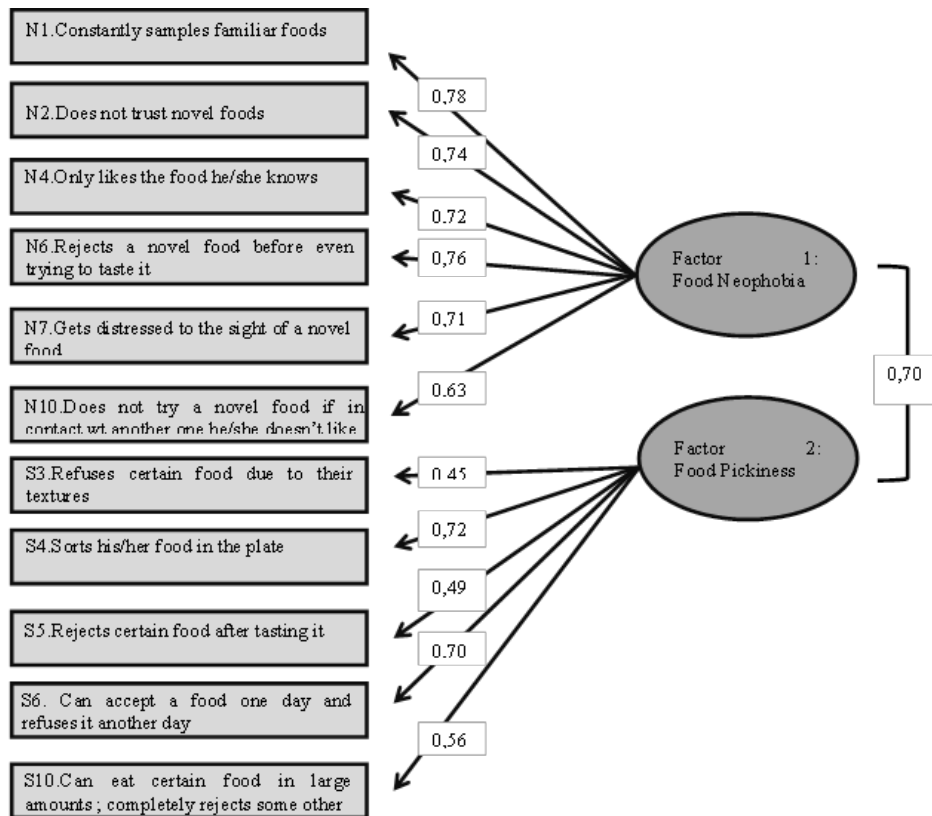 N1.Constantly samples familiar foods
N2.Does not trust novel foods
N4.Only likes the food he/she knows
N6.Rejects a novel food before even
trying to taste it
N7.Gets distressed to the sight of a novel
food
N10.Does not try a novel food if in
contact wt another one he/she doesn't like
S3.Refuses certain food due to their
textures
S4.Sorts his/her food in the plate
S5.Rejects certain food after tasting it
S6. Can accept a food one day and
refuses it another day
S10.Can eat certain food in large
amounts ; completely rejects some other
0,78
0,74
0.72
0,76
0,71
0.63
0.45
0,72
0,49
0.70
0,56
Factor 1:
Food Neophobia
Factor 2:
Food Pickiness
0,70